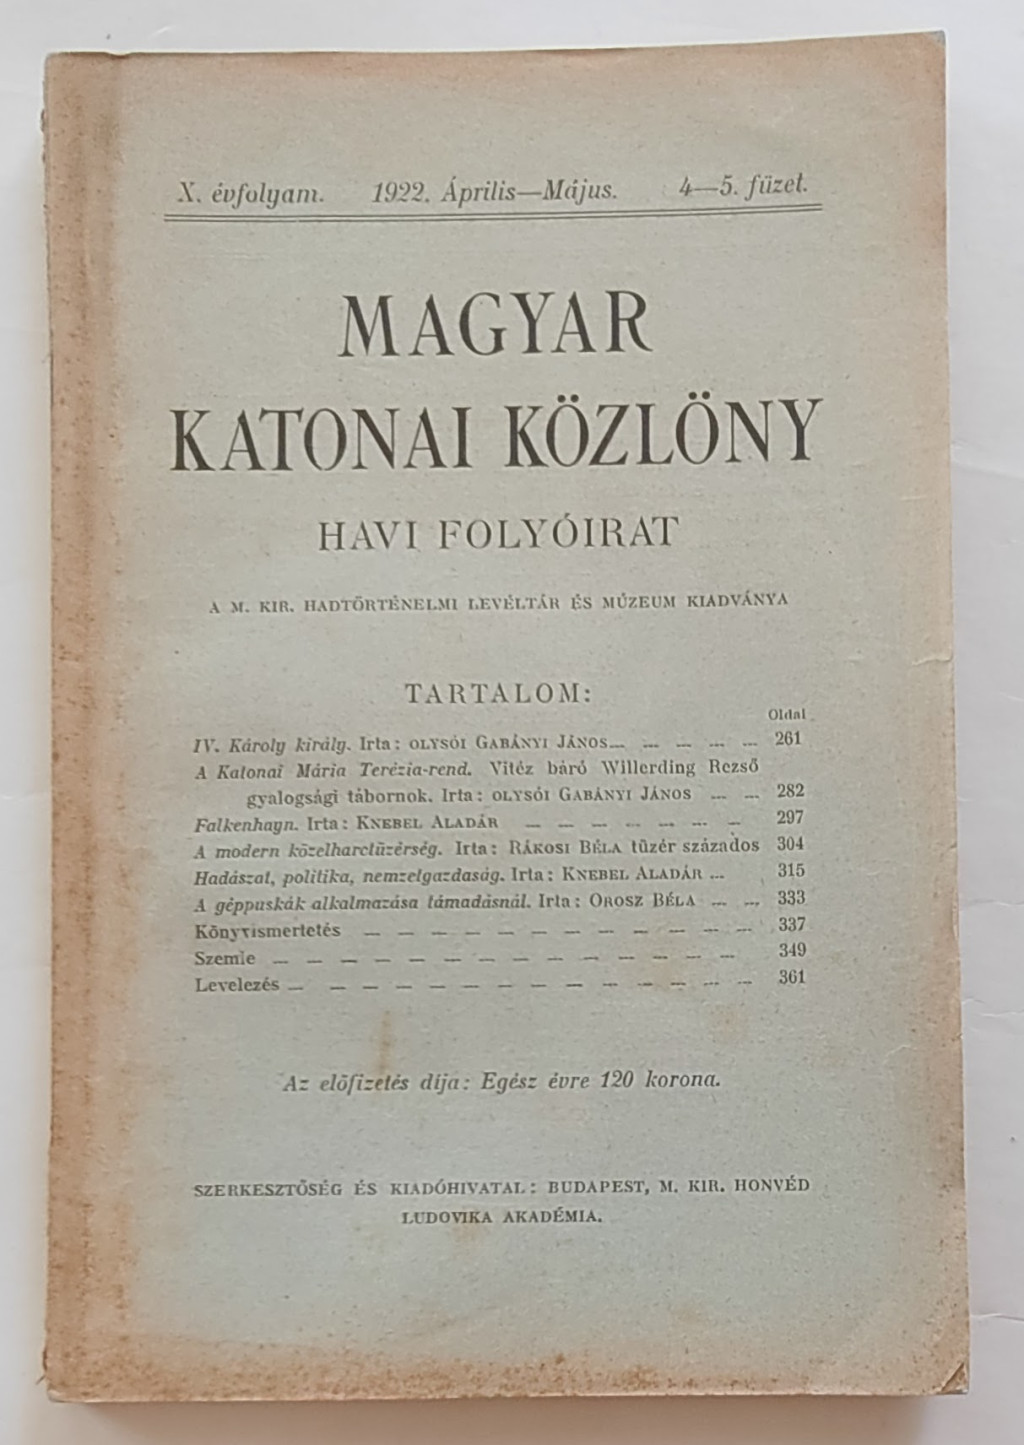 X. évfolyam. 1922. Április—Május. 4—5. füzet.
MAGYAR
KATONAI KÖZLÖNY
HAVI FOLYÓIRAT
A M. KIR. HADTÖRTÉNELMI LEVÉLTÁR ÉS MÚZEUM KIADVÁNYA
TARTALOM:
Oldal
IV. Károly király. Irta: OLYSÓI GABÁNYI JÁNOS 261
A Katonai Mária Terézia-rend. Vitéz báró Willerding Rezső
gyalogsági tábornok. Irta: OLYSÓI GABÁNYI JÁNOS 282
Falkenhayn. Irta: KNEBEL ALADÁR 297
A modern közelharctüzérség. Irta: RÁKOSI BÉLA tüzér százados 304
Hadászat, politika, nemzetgazdaság. Irta: KNEBEL ALADÁR 315
A géppuskák alkalmazása támadásnál. Irta: OROSZ BÉLA 333
Könyvismertetés 337
Szemle 349
Levelezés 361
Az előfizetés díja: Egész évre 120 korona.
SZERKESZTŐSÉG ÉS KIADÓHIVATAL: BUDAPEST, M. KIR. HONVÉD
LUDOVIKA AKADÉMIA.